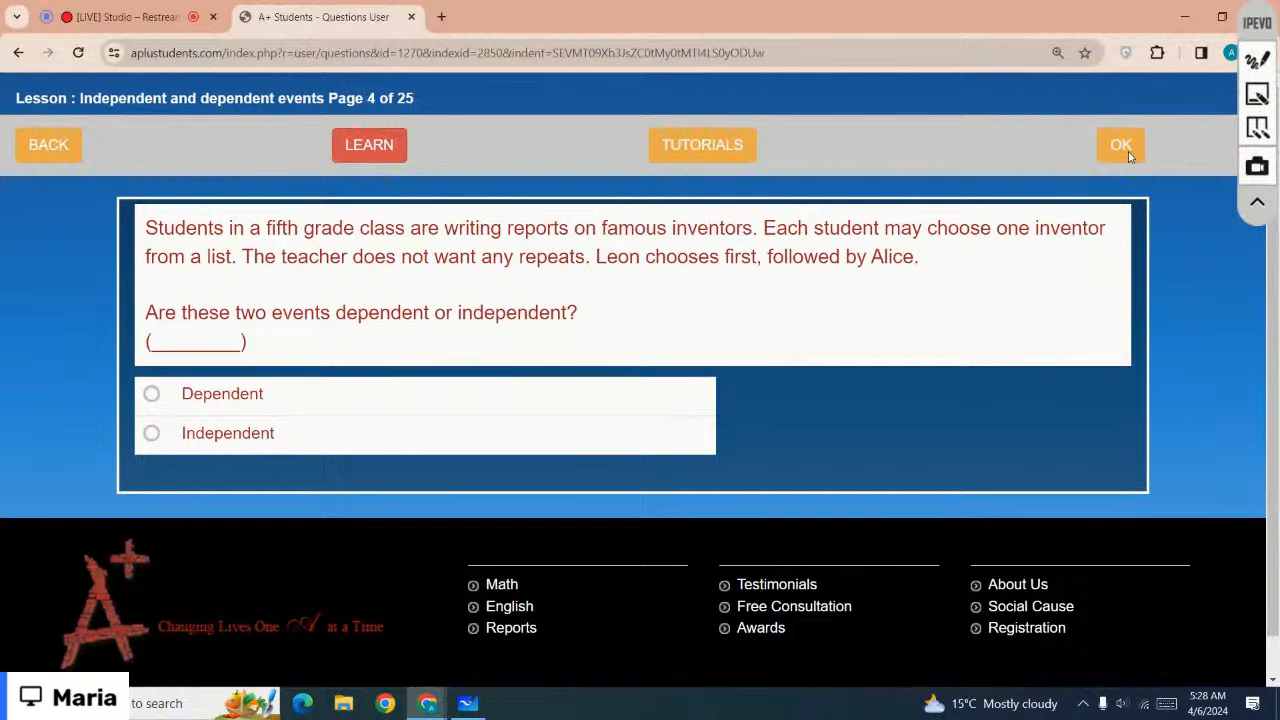 [LIVE] Studio – Restrear
A+ Students - Questions User
IPEVO
aplustudents.com/index.php?r=user/questions&id=1270&indexid=2850&indent=SFVMT09Xb3JsZC0tMy0tMTI4LS0yODUw
A
Lesson : Independent and dependent events Page 4 of 25
BACK
LEARN
TUTORIALS
OK
Students in a fifth grade class are writing reports on famous inventors. Each student may choose one inventor
from a list. The teacher does not want any repeats. Leon chooses first, followed by Alice.
Are these two events dependent or independent?
(_________)
Dependent
Independent
A+
Changing Lives One A at a Time
Math
English
Reports
Testimonials
Free Consultation
Awards
About Us
Social Cause
Registration
Maria
to search
15°C Mostly cloudy
5:28 AM
4/6/2024